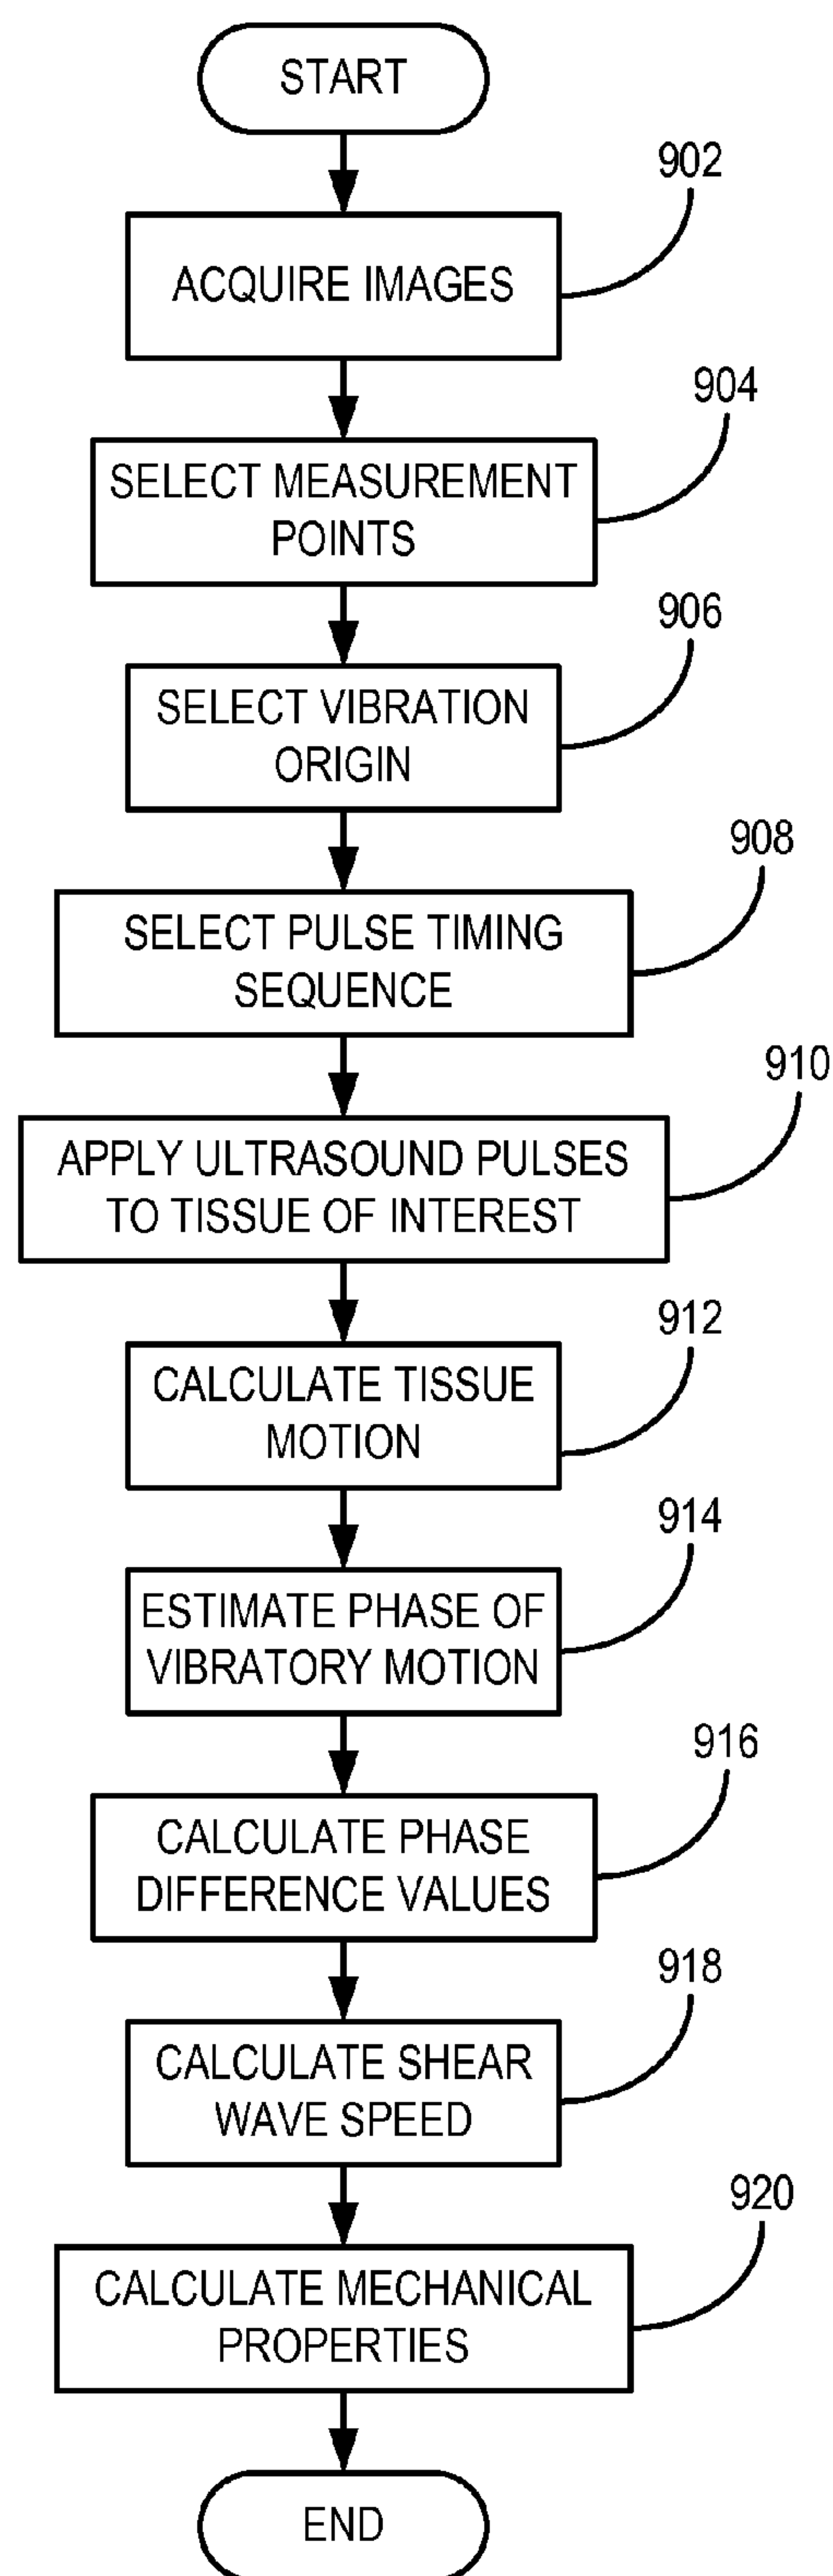 START
902
ACQUIRE IMAGES
904
SELECT MEASUREMENT
POINTS
906
SELECT VIBRATION
ORIGIN
908
SELECT PULSE TIMING
SEQUENCE
910
APPLY ULTRASOUND PULSES
TO TISSUE OF INTEREST
912
CALCULATE TISSUE
MOTION
914
ESTIMATE PHASE OF
VIBRATORY MOTION
916
CALCULATE PHASE
DIFFERENCE VALUES
918
CALCULATE SHEAR
WAVE SPEED
920
CALCULATE MECHANICAL
PROPERTIES
END